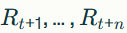 R_{t+1}, ..., R_{t+n}